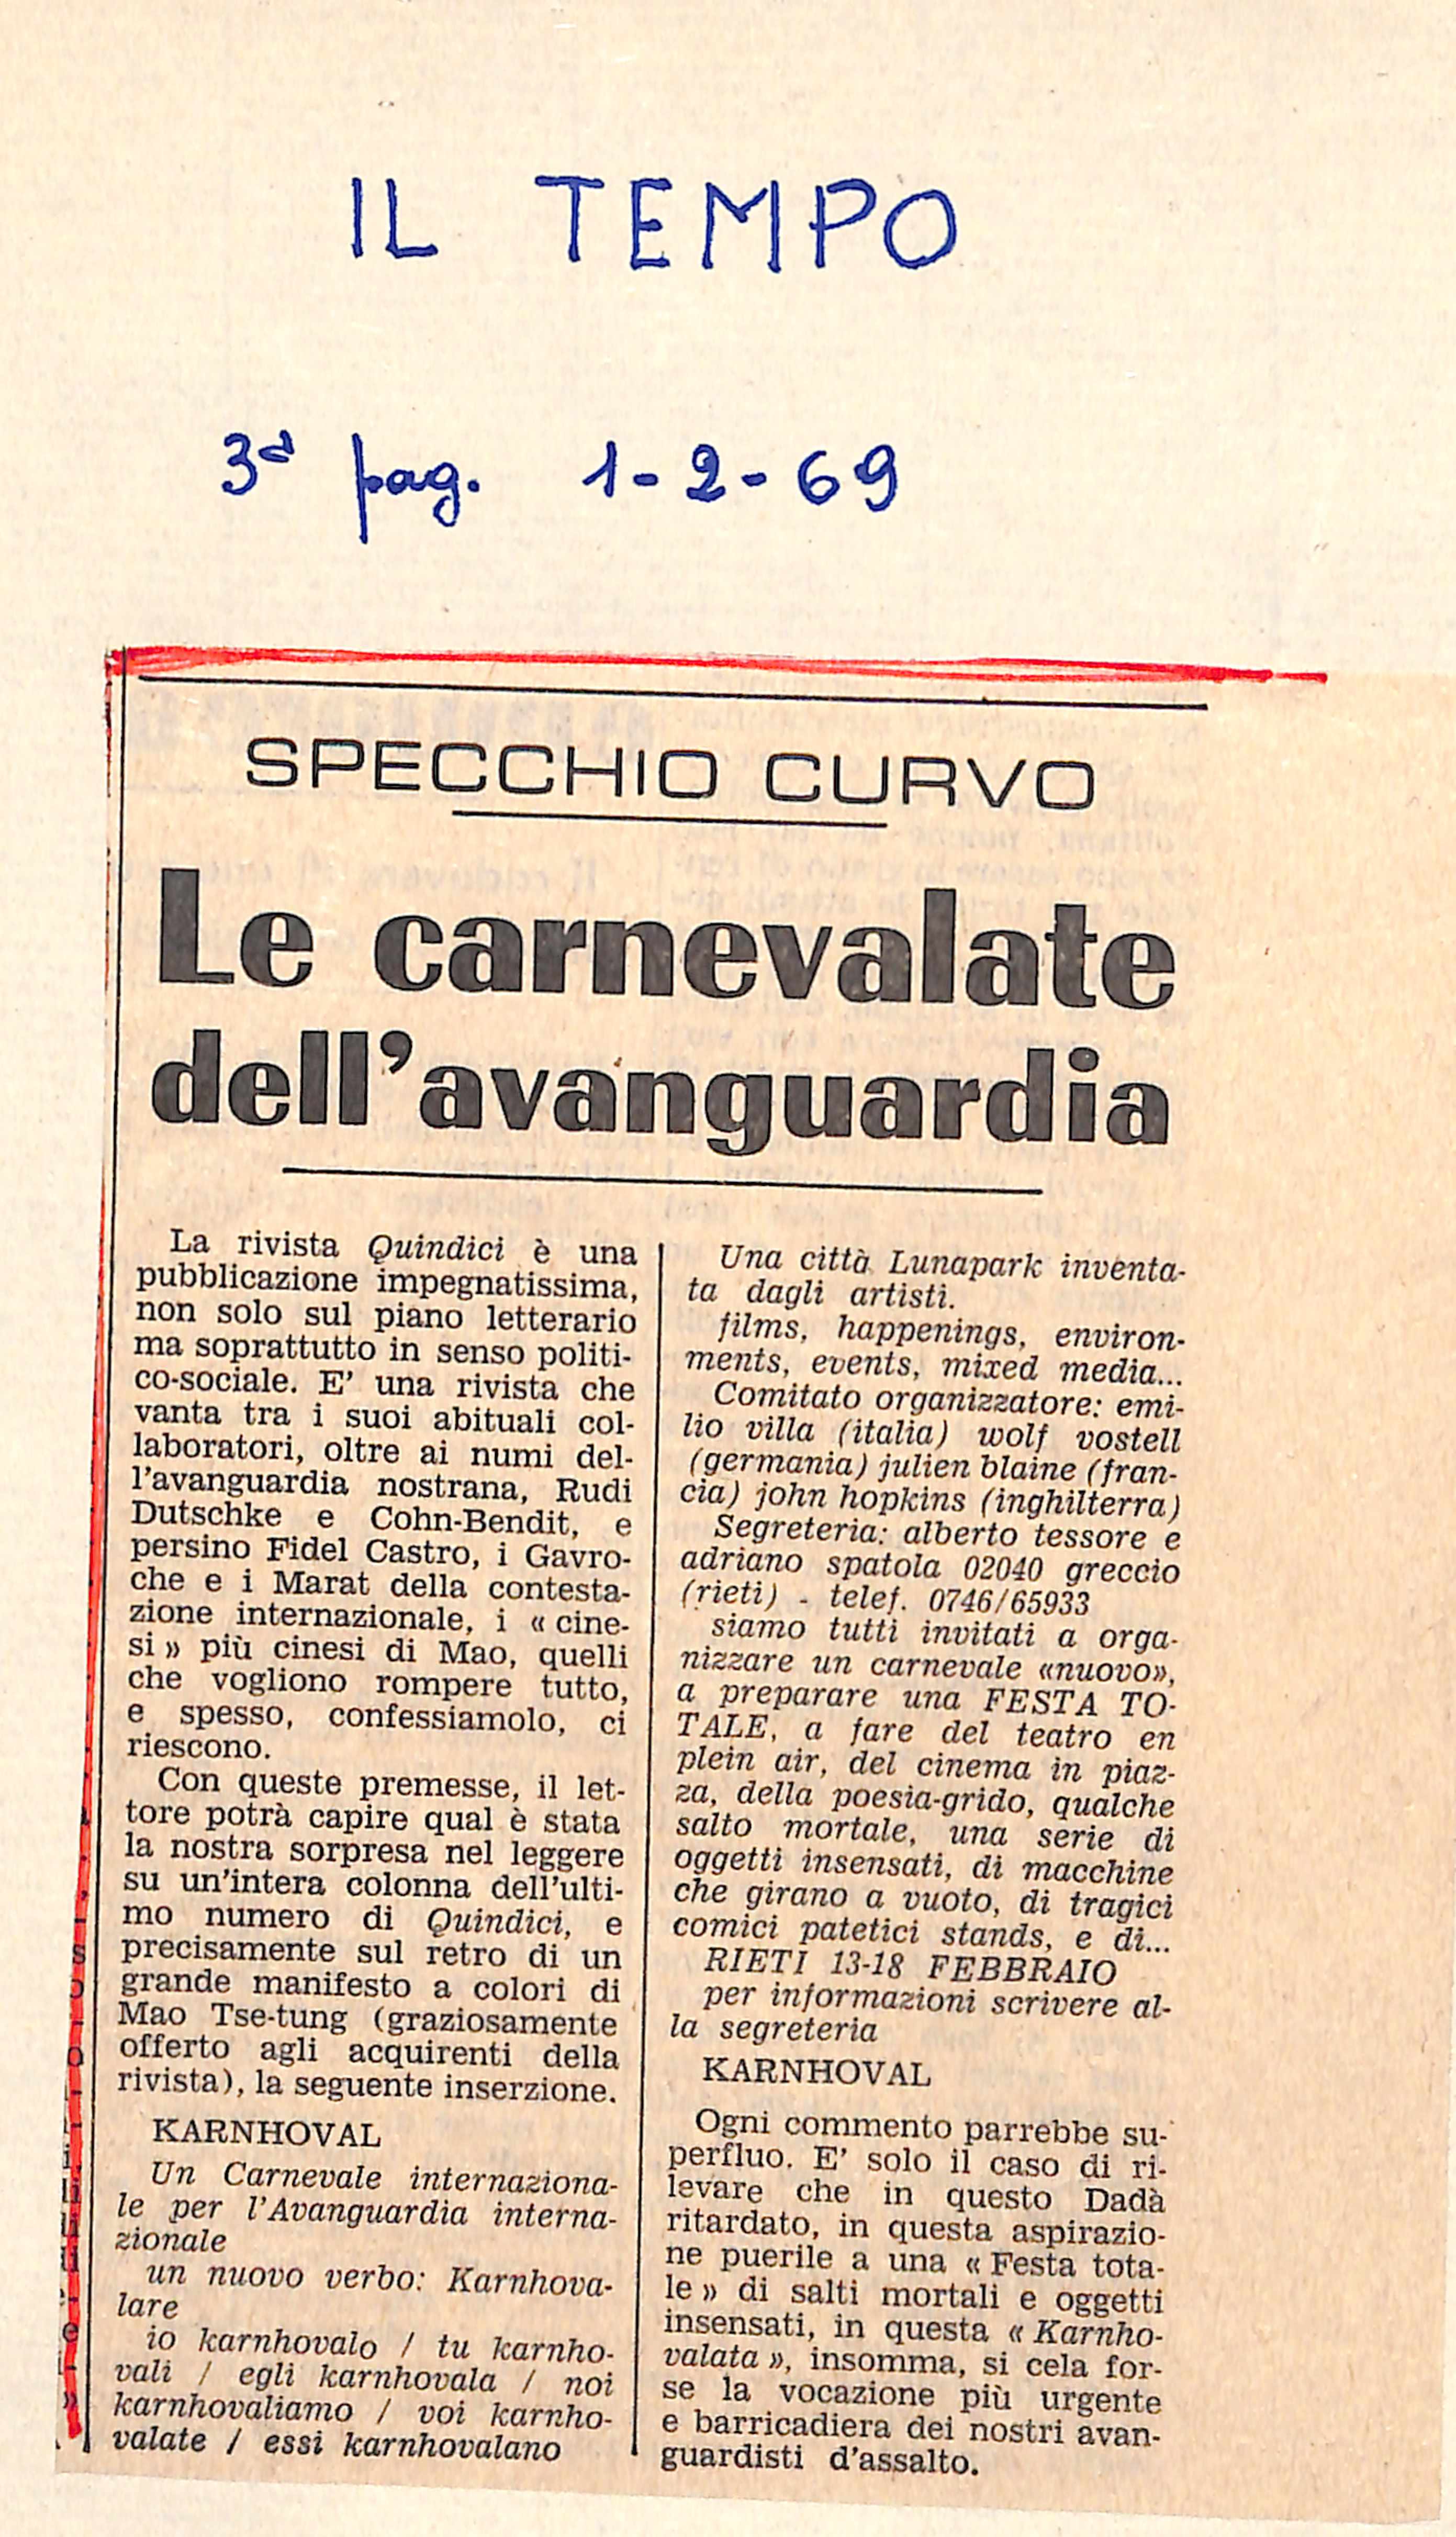 IL TEMPO
3ª pag. 1-2-69
SPECCHIO CURVO
Le carnevalate
dell'avanguardia
La rivista Quindici è una
pubblicazione impegnatissima,
non solo sul piano letterario
ma soprattutto in senso politi-
co-sociale. E' una rivista che
vanta tra i suoi abituali col-
laboratori, oltre ai numi del-
l'avanguardia nostrana, Rudi
Dutschke e Cohn-Bendit, e
persino Fidel Castro, i Gavro-
che e i Marat della contesta-
zione internazionale, i « cine-
si » più cinesi di Mao, quelli
che vogliono rompere tutto,
e spesso, confessiamolo, ci
riescono.
Con queste premesse, il let-
tore potrà capire qual è stata
la nostra sorpresa nel leggere
su un'intera colonna dell'ulti-
mo numero di Quindici, e
precisamente sul retro di un
grande manifesto a colori di
Mao Tse-tung (graziosamente
offerto agli acquirenti della
rivista), la seguente inserzione.
KARNHOVAL
Un Carnevale internaziona-
le per l'Avanguardia interna-
zionale
un nuovo verbo: Karnhova-
lare
io karnhovalo / tu karnho-
vali / egli karnhovala / noi
karnhovaliamo / voi karnho-
valate / essi karnhovalano
Una città Lunapark inventa-
ta dagli artisti.
films, happenings, environ-
ments, events, mixed media...
Comitato organizzatore: emi-
lio villa (italia) wolf vostell
(germania) julien blaine (fran-
cia) john hopkins (inghilterra)
Segreteria: alberto tessore e
adriano spatola 02040 greccio
(rieti) - telef. 0746/65933
siamo tutti invitati a orga-
nizzare un carnevale «nuovo»,
a preparare una FESTA TO-
TALE, a fare del teatro en
plein air, del cinema in piaz-
za, della poesia-grido, qualche
salto mortale, una serie di
oggetti insensati, di macchine
che girano a vuoto, di tragici
comici patetici stands, e di...
RIETI 13-18 FEBBRAIO
per informazioni scrivere al-
la segreteria
KARNHOVAL
Ogni commento parrebbe su-
perfluo. E' solo il caso di ri-
levare che in questo Dadà
ritardato, in questa aspirazio-
ne puerile a una « Festa tota-
le » di salti mortali e oggetti
insensati, in questa « Karnho-
valata », insomma, si cela for-
se la vocazione più urgente
e barricadiera dei nostri avan-
guardisti d'assalto.